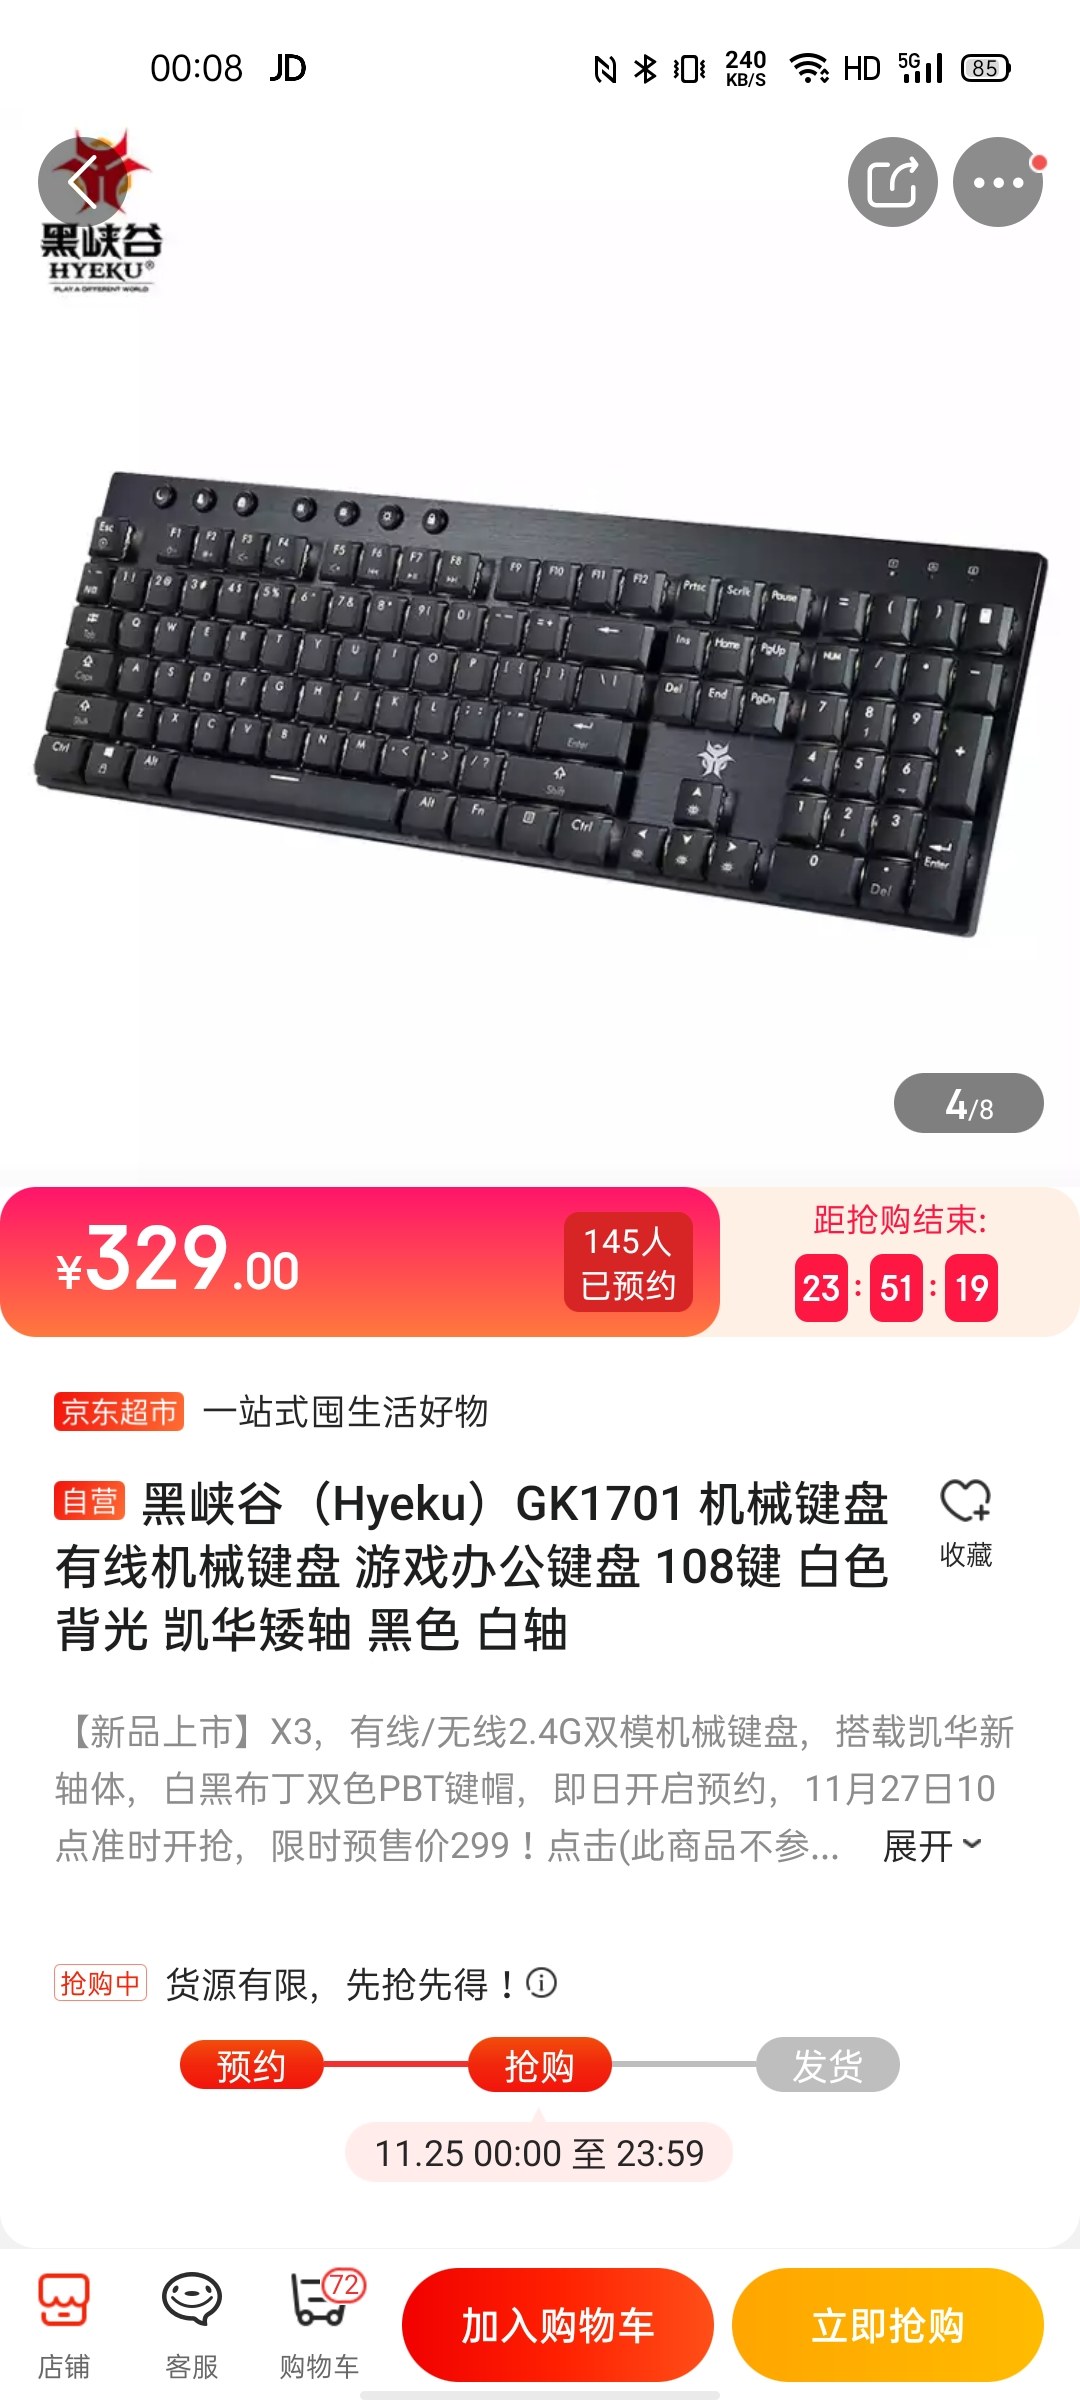 00:08 JD 240 KB/S HD 5G 85
黑峡谷
HYEKU®
PLAY A DIFFERENT WORLD
4/8
¥329.00
145人
已预约
距抢购结束:
23:51:19
京东超市 一站式囤生活好物
自营 黑峡谷（Hyeku）GK1701 机械键盘
有线机械键盘 游戏办公键盘 108键 白色
背光 凯华矮轴 黑色 白轴
收藏
【新品上市】X3，有线/无线2.4G双模机械键盘，搭载凯华新
轴体，白黑布丁双色PBT键帽，即日开启预约，11月27日10
点准时开抢，限时预售价299！点击(此商品不参... 展开
抢购中 货源有限，先抢先得！
预约 抢购 发货
11.25 00:00 至 23:59
店铺 客服 72 购物车 加入购物车 立即抢购